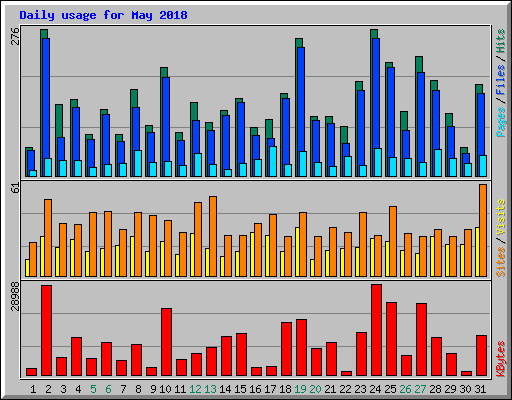 Daily usage for May 2018
276
Pages / Files / Hits
61
Sites / Visits
28988
KBytes
1 2 3 4 5 6 7 8 9 10 11 12 13 14 15 16 17 18 19 20 21 22 23 24 25 26 27 28 29 30 31